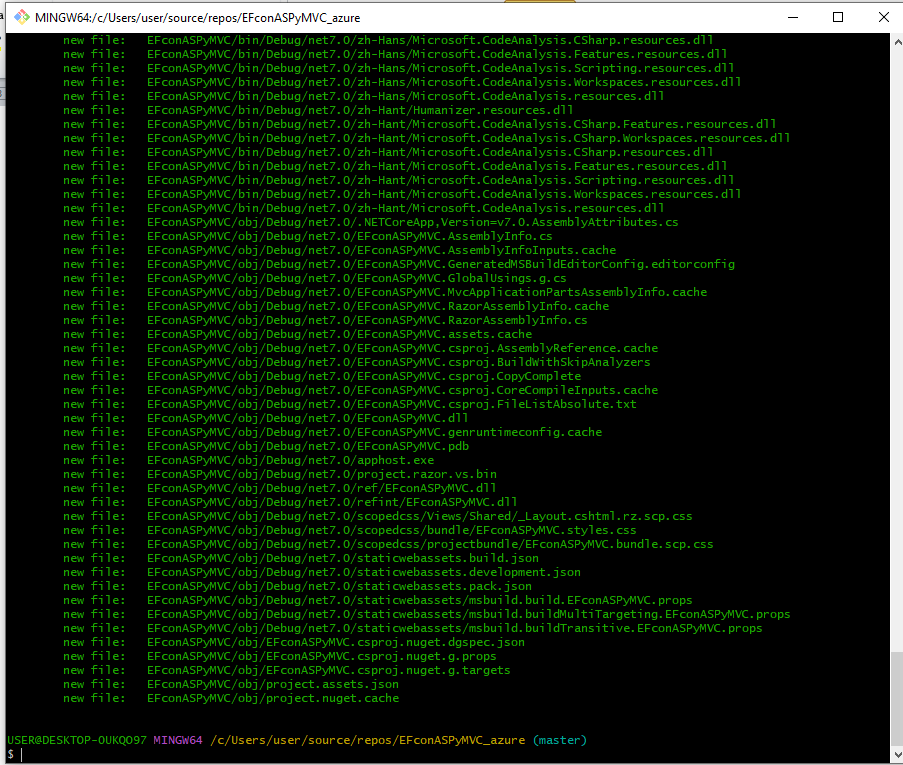 MINGW64:/c/Users/user/source/repos/EFconASPyMVC_azure
new file:   EFconASPyMVC/bin/Debug/net7.0/zh-Hans/Microsoft.CodeAnalysis.CSharp.resources.dll
new file:   EFconASPyMVC/bin/Debug/net7.0/zh-Hans/Microsoft.CodeAnalysis.Features.resources.dll
new file:   EFconASPyMVC/bin/Debug/net7.0/zh-Hans/Microsoft.CodeAnalysis.Scripting.resources.dll
new file:   EFconASPyMVC/bin/Debug/net7.0/zh-Hans/Microsoft.CodeAnalysis.Workspaces.resources.dll
new file:   EFconASPyMVC/bin/Debug/net7.0/zh-Hans/Microsoft.CodeAnalysis.resources.dll
new file:   EFconASPyMVC/bin/Debug/net7.0/zh-Hant/Humanizer.resources.dll
new file:   EFconASPyMVC/bin/Debug/net7.0/zh-Hant/Microsoft.CodeAnalysis.CSharp.Features.resources.dll
new file:   EFconASPyMVC/bin/Debug/net7.0/zh-Hant/Microsoft.CodeAnalysis.CSharp.Workspaces.resources.dll
new file:   EFconASPyMVC/bin/Debug/net7.0/zh-Hant/Microsoft.CodeAnalysis.CSharp.resources.dll
new file:   EFconASPyMVC/bin/Debug/net7.0/zh-Hant/Microsoft.CodeAnalysis.Features.resources.dll
new file:   EFconASPyMVC/bin/Debug/net7.0/zh-Hant/Microsoft.CodeAnalysis.Scripting.resources.dll
new file:   EFconASPyMVC/bin/Debug/net7.0/zh-Hant/Microsoft.CodeAnalysis.Workspaces.resources.dll
new file:   EFconASPyMVC/bin/Debug/net7.0/zh-Hant/Microsoft.CodeAnalysis.resources.dll
new file:   EFconASPyMVC/obj/Debug/net7.0/.NETCoreApp,Version=v7.0.AssemblyAttributes.cs
new file:   EFconASPyMVC/obj/Debug/net7.0/EFconASPyMVC.AssemblyInfo.cs
new file:   EFconASPyMVC/obj/Debug/net7.0/EFconASPyMVC.AssemblyInfoInputs.cache
new file:   EFconASPyMVC/obj/Debug/net7.0/EFconASPyMVC.GeneratedMSBuildEditorConfig.editorconfig
new file:   EFconASPyMVC/obj/Debug/net7.0/EFconASPyMVC.GlobalUsings.g.cs
new file:   EFconASPyMVC/obj/Debug/net7.0/EFconASPyMVC.MvcApplicationPartsAssemblyInfo.cache
new file:   EFconASPyMVC/obj/Debug/net7.0/EFconASPyMVC.RazorAssemblyInfo.cache
new file:   EFconASPyMVC/obj/Debug/net7.0/EFconASPyMVC.RazorAssemblyInfo.cs
new file:   EFconASPyMVC/obj/Debug/net7.0/EFconASPyMVC.assets.cache
new file:   EFconASPyMVC/obj/Debug/net7.0/EFconASPyMVC.csproj.AssemblyReference.cache
new file:   EFconASPyMVC/obj/Debug/net7.0/EFconASPyMVC.csproj.BuildWithSkipAnalyzers
new file:   EFconASPyMVC/obj/Debug/net7.0/EFconASPyMVC.csproj.CopyComplete
new file:   EFconASPyMVC/obj/Debug/net7.0/EFconASPyMVC.csproj.CoreCompileInputs.cache
new file:   EFconASPyMVC/obj/Debug/net7.0/EFconASPyMVC.csproj.FileListAbsolute.txt
new file:   EFconASPyMVC/obj/Debug/net7.0/EFconASPyMVC.dll
new file:   EFconASPyMVC/obj/Debug/net7.0/EFconASPyMVC.genruntimeconfig.cache
new file:   EFconASPyMVC/obj/Debug/net7.0/EFconASPyMVC.pdb
new file:   EFconASPyMVC/obj/Debug/net7.0/apphost.exe
new file:   EFconASPyMVC/obj/Debug/net7.0/project.razor.vs.bin
new file:   EFconASPyMVC/obj/Debug/net7.0/ref/EFconASPyMVC.dll
new file:   EFconASPyMVC/obj/Debug/net7.0/refint/EFconASPyMVC.dll
new file:   EFconASPyMVC/obj/Debug/net7.0/scopedcss/Views/Shared/_Layout.cshtml.rz.scp.css
new file:   EFconASPyMVC/obj/Debug/net7.0/scopedcss/bundle/EFconASPyMVC.styles.css
new file:   EFconASPyMVC/obj/Debug/net7.0/scopedcss/projectbundle/EFconASPyMVC.bundle.scp.css
new file:   EFconASPyMVC/obj/Debug/net7.0/staticwebassets.build.json
new file:   EFconASPyMVC/obj/Debug/net7.0/staticwebassets.development.json
new file:   EFconASPyMVC/obj/Debug/net7.0/staticwebassets.pack.json
new file:   EFconASPyMVC/obj/Debug/net7.0/staticwebassets/msbuild.build.EFconASPyMVC.props
new file:   EFconASPyMVC/obj/Debug/net7.0/staticwebassets/msbuild.buildMultiTargeting.EFconASPyMVC.props
new file:   EFconASPyMVC/obj/Debug/net7.0/staticwebassets/msbuild.buildTransitive.EFconASPyMVC.props
new file:   EFconASPyMVC/obj/EFconASPyMVC.csproj.nuget.dgspec.json
new file:   EFconASPyMVC/obj/EFconASPyMVC.csproj.nuget.g.props
new file:   EFconASPyMVC/obj/EFconASPyMVC.csproj.nuget.g.targets
new file:   EFconASPyMVC/obj/project.assets.json
new file:   EFconASPyMVC/obj/project.nuget.cache
USER@DESKTOP-OUKQO97 MINGW64 /c/Users/user/source/repos/EFconASPyMVC_azure (master)
$